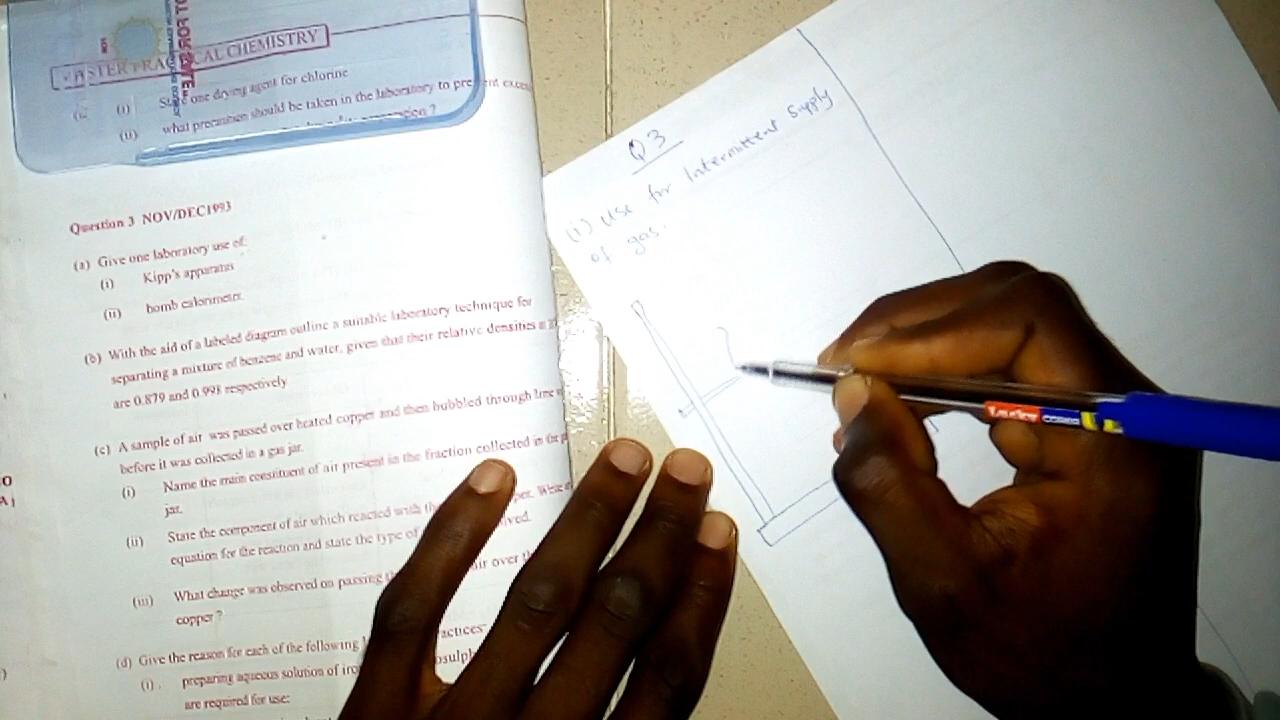 PRACTICAL CHEMISTRY
(i) State one drying agent for chlorine
(ii) what precaution should be taken in the laboratory to prevent
Question 3 NOV/DEC1993
(a) Give one laboratory use of:
(i) Kipp's apparatus
(ii) bomb calorimeter.
(b) With the aid of a labeled diagram outline a suitable laboratory technique for
separating a mixture of benzene and water, given that their relative densities
are 0.879 and 0.998 respectively
(c) A sample of air was passed over heated copper and then bubbled through lime
before it was collected in a gas jar.
(i) Name the main constituent of air present in the fraction collected in the
jar.
(ii) State the component of air which reacted with the
equation for the reaction and state the type of
(iii) What change was observed on passing air over
copper ?
(d) Give the reason for each of the following
(i) preparing aqueous solution of
are required for use:
Q3
(i) Use for Intermittent Supply
of gas.
Lucky